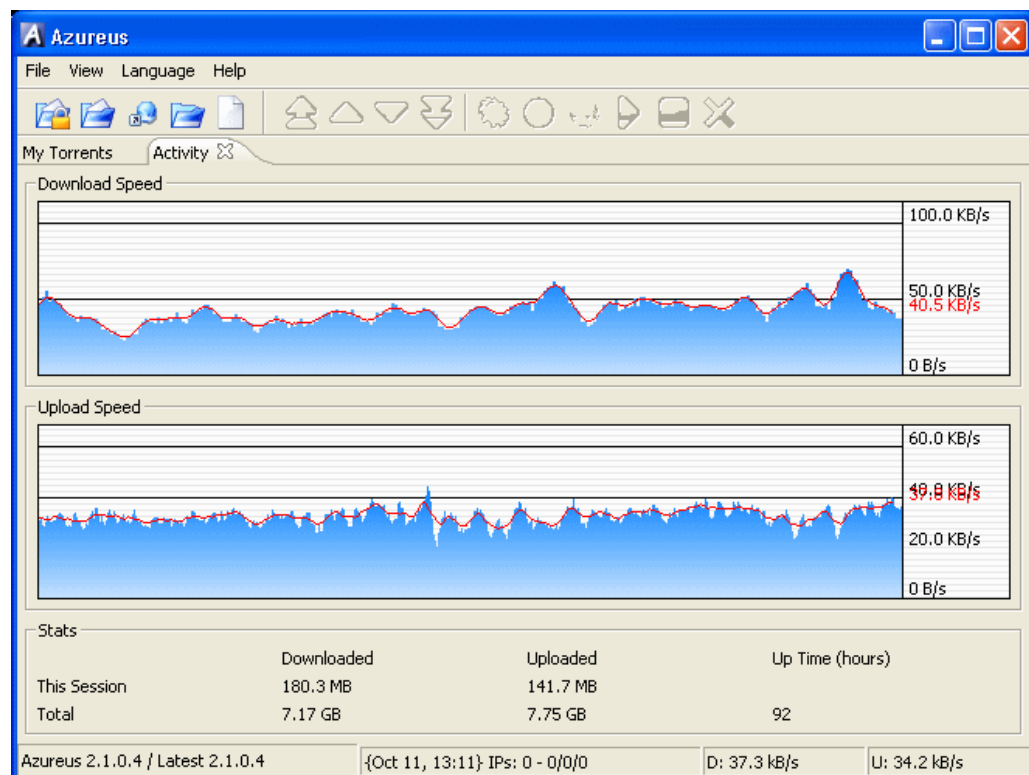 Azureus
File View Language Help
My Torrents Activity
Download Speed
100.0 KB/s
50.0 KB/s
40.5 KB/s
0 B/s
Upload Speed
60.0 KB/s
20.0 KB/s
0 B/s
Stats
Downloaded Uploaded Up Time (hours)
This Session 180.3 MB 141.7 MB
Total 7.17 GB 7.75 GB 92
Azureus 2.1.0.4 / Latest 2.1.0.4 {Oct 11, 13:11} IPs: 0 - 0/0/0 D: 37.3 kB/s U: 34.2 kB/s